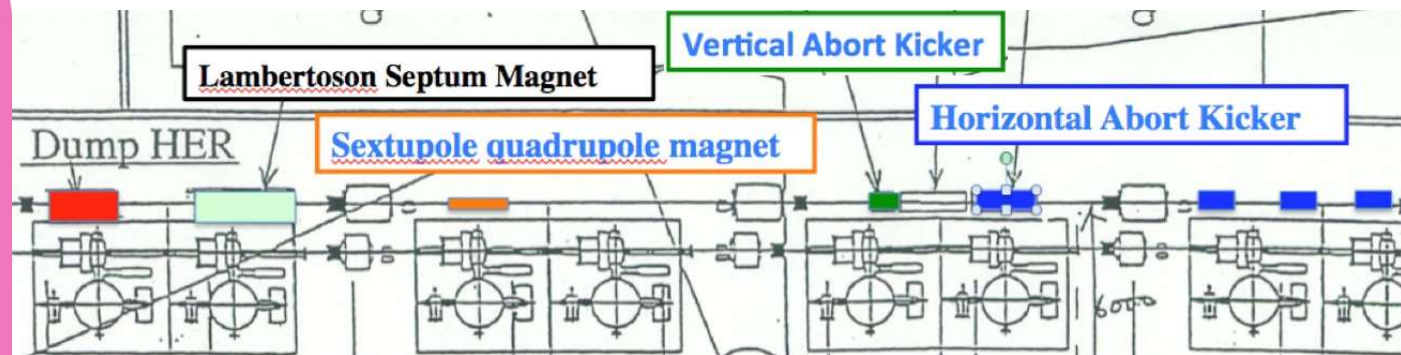 Vertical Abort Kicker
Lambertoson Septum Magnet
Horizontal Abort Kicker
Dump HER
Sextupole quadrupole magnet
6000